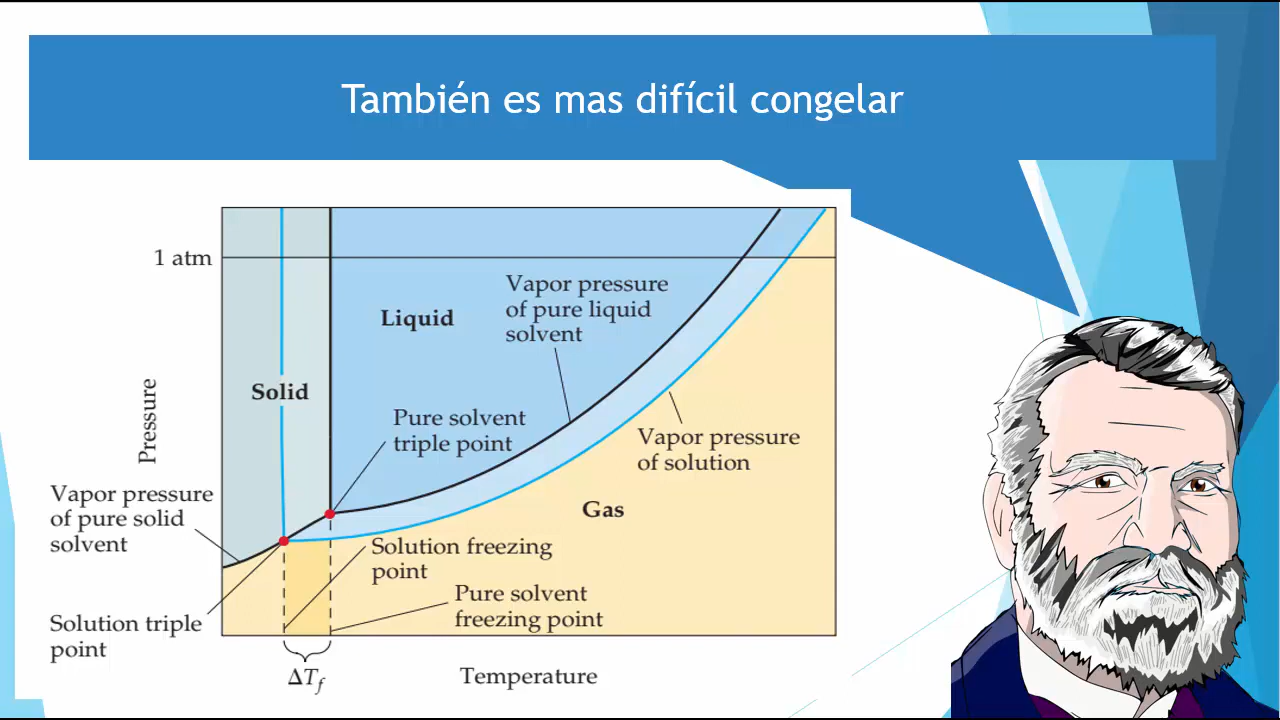 También es mas difícil congelar
1 atm
Vapor pressure
of pure liquid
solvent
Liquid
Solid
Pressure
Pure solvent
triple point
Vapor pressure
of solution
Vapor pressure
of pure solid
solvent
Gas
Solution freezing
point
Pure solvent
freezing point
Solution triple
point
ΔTf
Temperature